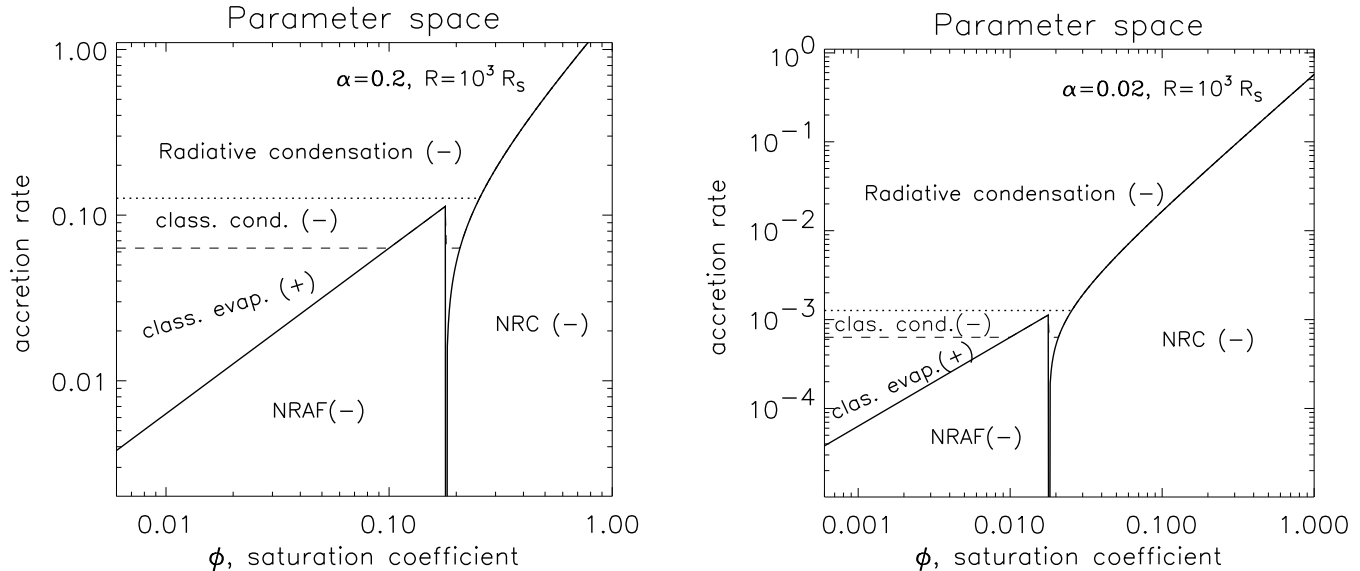 Parameter space
α=0.2, R=10³ R_S
1.00
0.10
0.01
accretion rate
Radiative condensation (−)
class. cond. (−)
class. evap. (+)
NRAF(−)
NRC (−)
0.01 0.10 1.00
ϕ, saturation coefficient
Parameter space
α=0.02, R=10³ R_S
10⁰
10⁻¹
10⁻²
10⁻³
10⁻⁴
accretion rate
Radiative condensation (−)
clas. cond.(−)
clas. evap.(+)
NRAF(−)
NRC (−)
0.001 0.010 0.100 1.000
ϕ, saturation coefficient